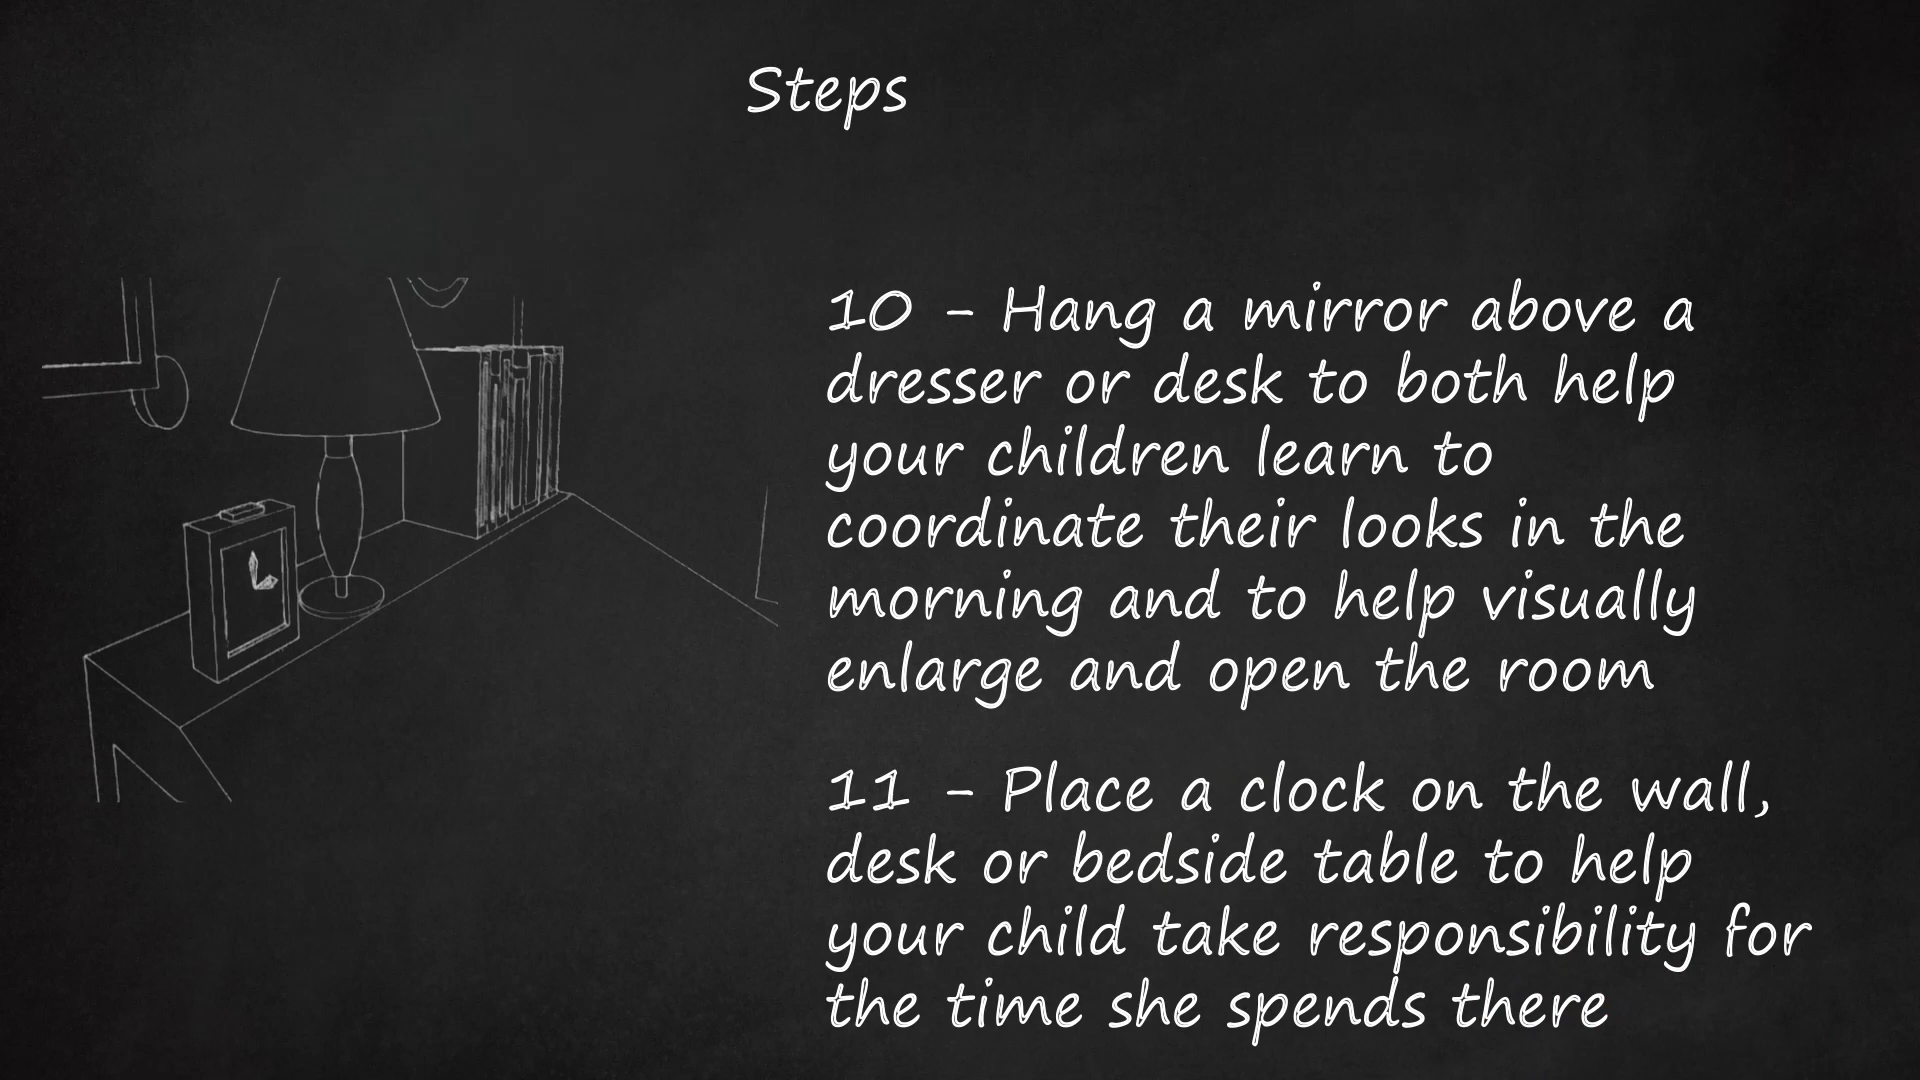 Steps
10 - Hang a mirror above a
dresser or desk to both help
your children learn to
coordinate their looks in the
morning and to help visually
enlarge and open the room
11 - Place a clock on the wall,
desk or bedside table to help
your child take responsibility for
the time she spends there